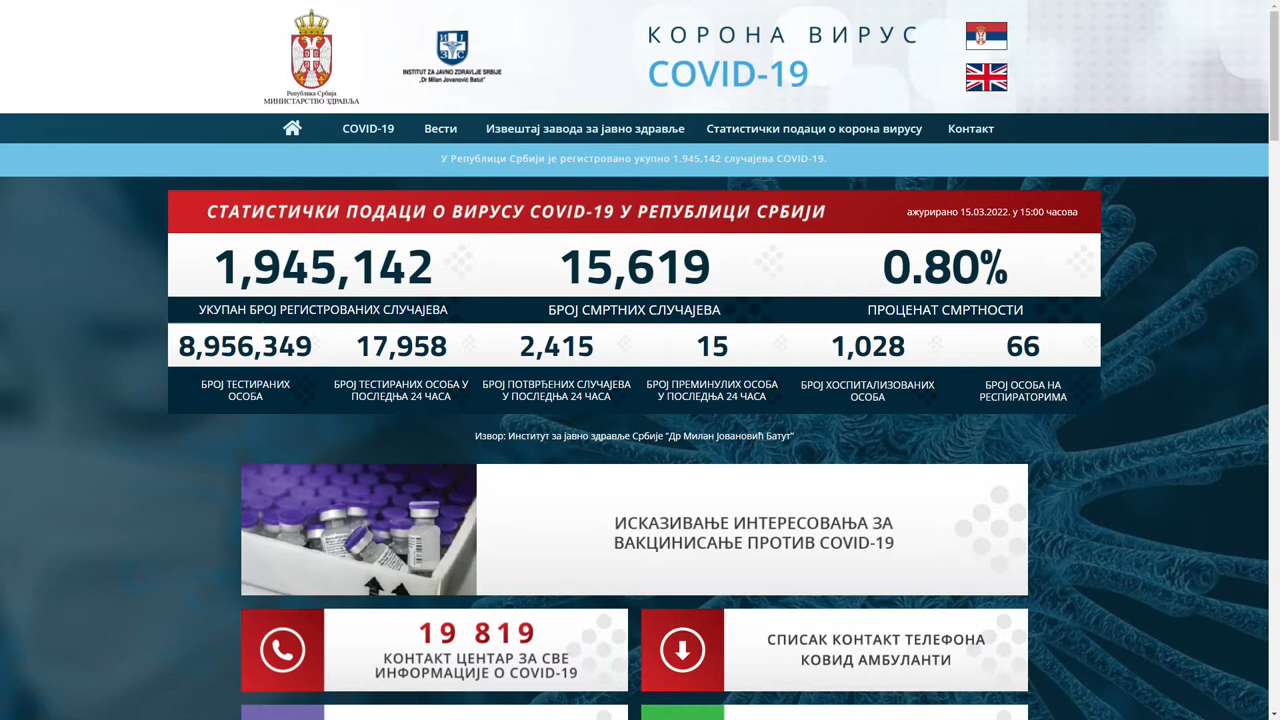 КОРОНА ВИРУС
COVID-19
Република Србија
МИНИСТАРСТВО ЗДРАВЉА
INSTITUT ZA JAVNO ZDRAVLJE SRBIJE
„Dr Milan Jovanović Batut”
COVID-19 Вести Извештај завода за јавно здравље Статистички подаци о корона вирусу Контакт
У Републици Србији је регистровано укупно 1,945,142 случајева COVID-19.
СТАТИСТИЧКИ ПОДАЦИ О ВИРУСУ COVID-19 У РЕПУБЛИЦИ СРБИЈИ ажурирано 15.03.2022. у 15:00 часова
1,945,142 15,619 0.80%
УКУПАН БРОЈ РЕГИСТРОВАНИХ СЛУЧАЈЕВА БРОЈ СМРТНИХ СЛУЧАЈЕВА ПРОЦЕНАТ СМРТНОСТИ
8,956,349 17,958 2,415 15 1,028 66
БРОЈ ТЕСТИРАНИХ БРОЈ ТЕСТИРАНИХ ОСОБА У БРОЈ ПОТВРЂЕНИХ СЛУЧАЈЕВА БРОЈ ПРЕМИНУЛИХ ОСОБА БРОЈ ХОСПИТАЛИЗОВАНИХ БРОЈ ОСОБА НА
ОСОБА ПОСЛЕДЊА 24 ЧАСА У ПОСЛЕДЊА 24 ЧАСА У ПОСЛЕДЊА 24 ЧАСА ОСОБА РЕСПИРАТОРИМА
Извор: Институт за јавно здравље Србије "Др Милан Јовановић Батут"
ИСКАЗИВАЊЕ ИНТЕРЕСОВАЊА ЗА
ВАКЦИНИСАЊЕ ПРОТИВ COVID-19
19 819
КОНТАКТ ЦЕНТАР ЗА СВЕ
ИНФОРМАЦИЈЕ О COVID-19
СПИСАК КОНТАКТ ТЕЛЕФОНА
КОВИД АМБУЛАНТИ